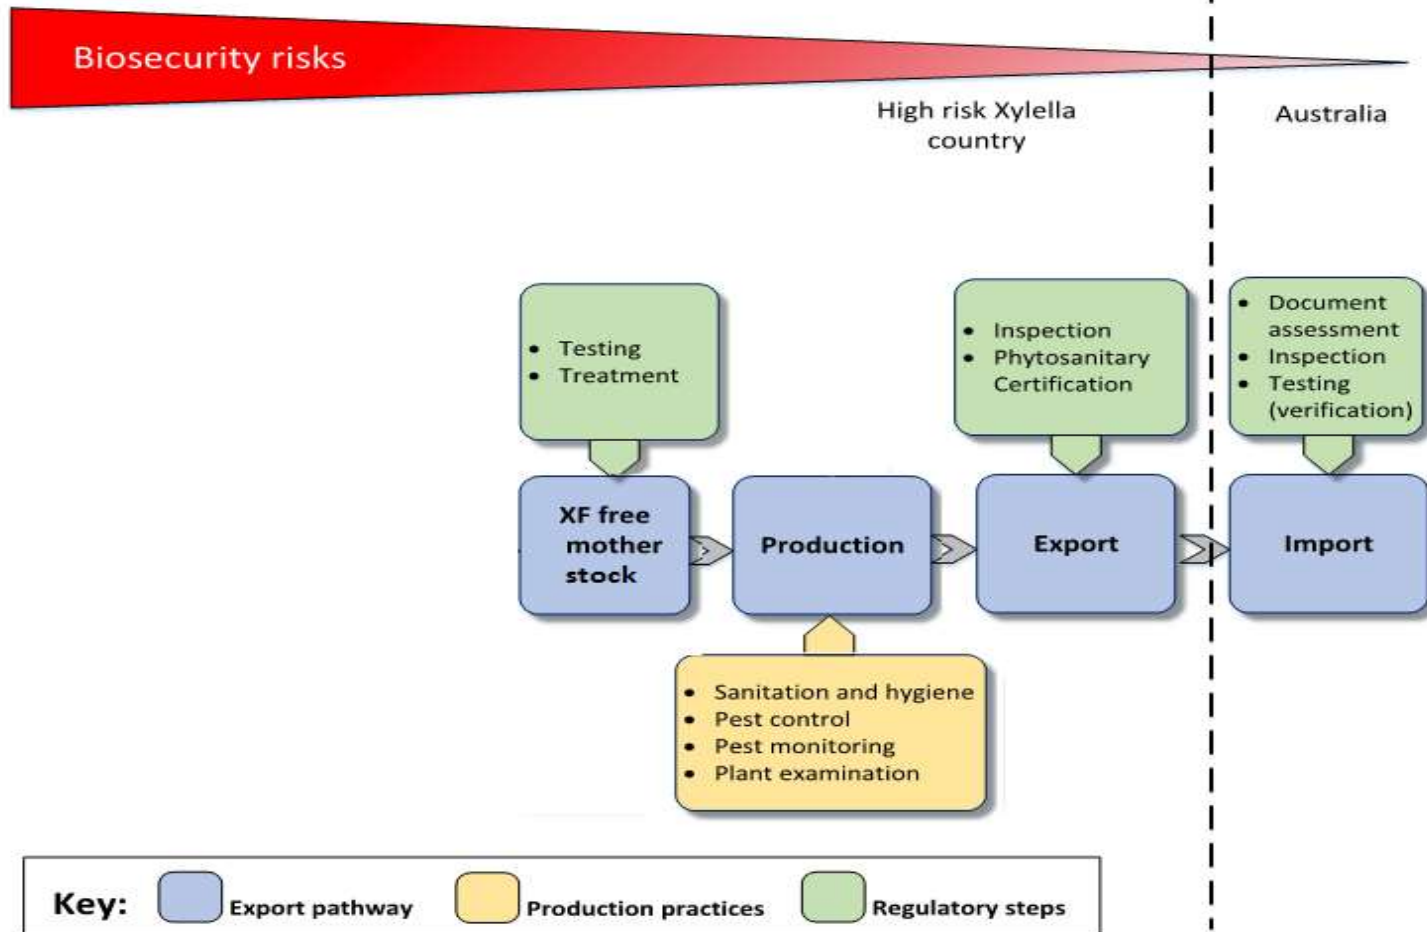 Biosecurity risks
High risk Xylella
country
Australia
• Testing
• Treatment
• Inspection
• Phytosanitary
Certification
• Document
assessment
• Inspection
• Testing
(verification)
XF free
mother
stock
Production
Export
Import
• Sanitation and hygiene
• Pest control
• Pest monitoring
• Plant examination
Key:
Export pathway
Production practices
Regulatory steps